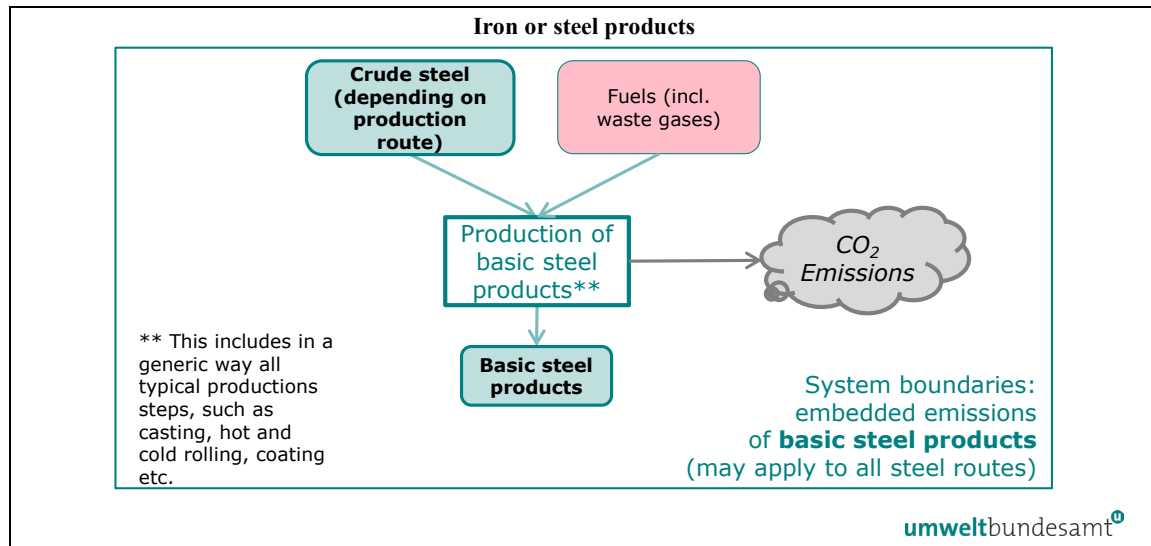 Iron or steel products
Crude steel
(depending on
production
route)
Fuels (incl.
waste gases)
Production of
basic steel
products**
CO₂
Emissions
** This includes in a
generic way all
typical productions
steps, such as
casting, hot and
cold rolling, coating
etc.
Basic steel
products
System boundaries:
embedded emissions
of basic steel products
(may apply to all steel routes)
umweltbundesamt
u